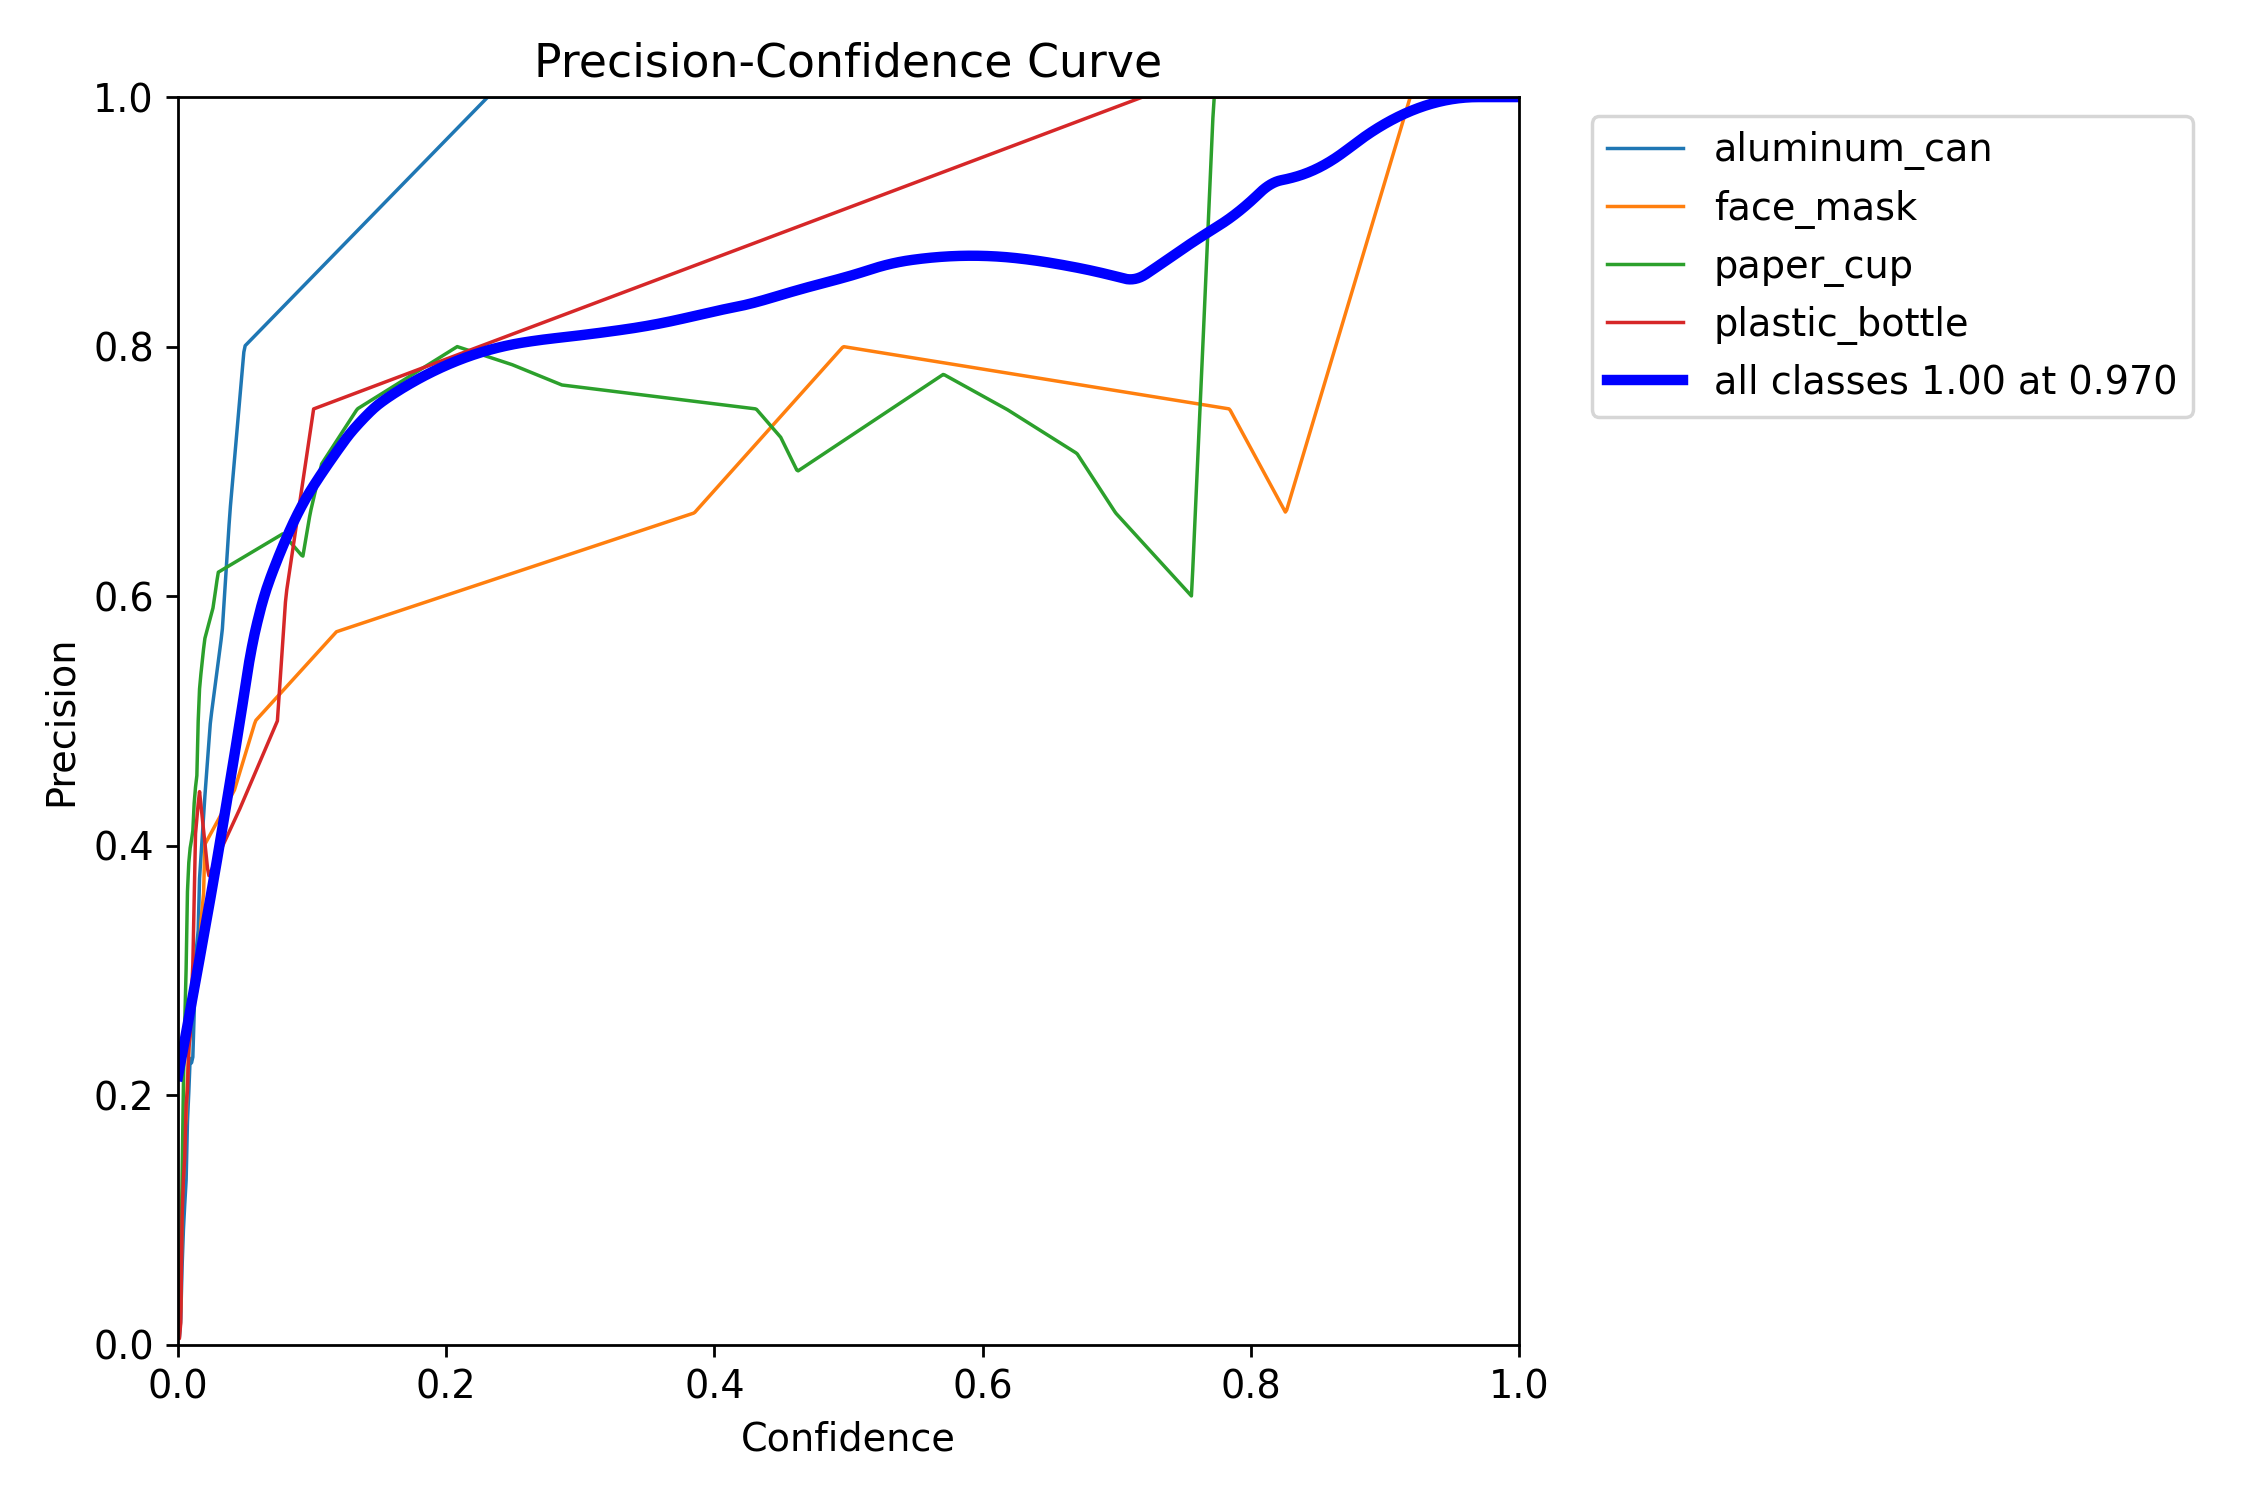 Precision-Confidence Curve
1.0
0.8
0.6
0.4
0.2
0.0
Precision
0.0 0.2 0.4 0.6 0.8 1.0
Confidence
aluminum_can
face_mask
paper_cup
plastic_bottle
all classes 1.00 at 0.970